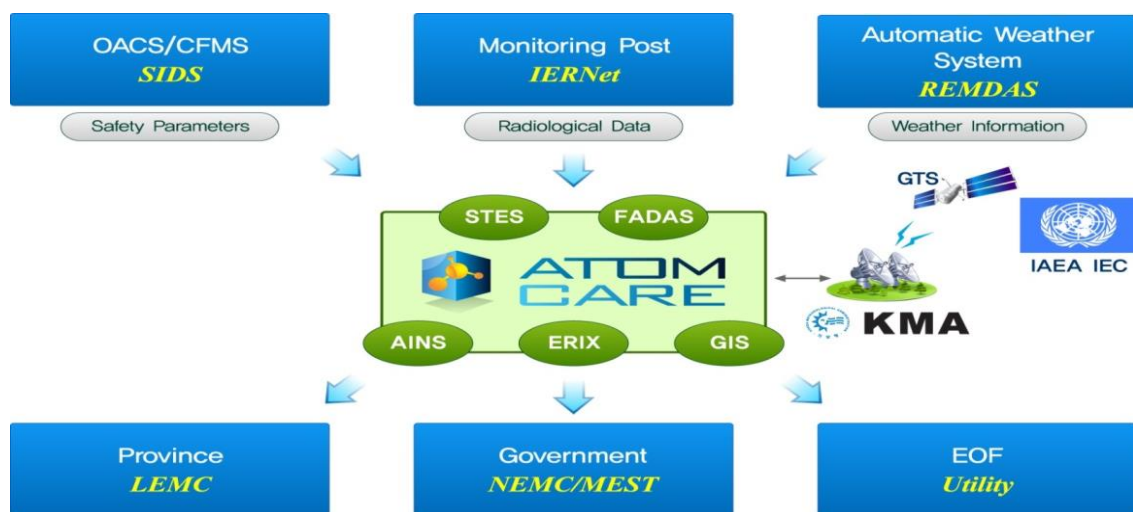 OACS/CFMS
SIDS
Safety Parameters
Monitoring Post
IERNet
Radiological Data
Automatic Weather
System
REMDAS
Weather Information
GTS
IAEA IEC
STES
FADAS
ATOM
CARE
KMA
AINS
ERIX
GIS
Province
LEMC
Government
NEMC/MEST
EOF
Utility